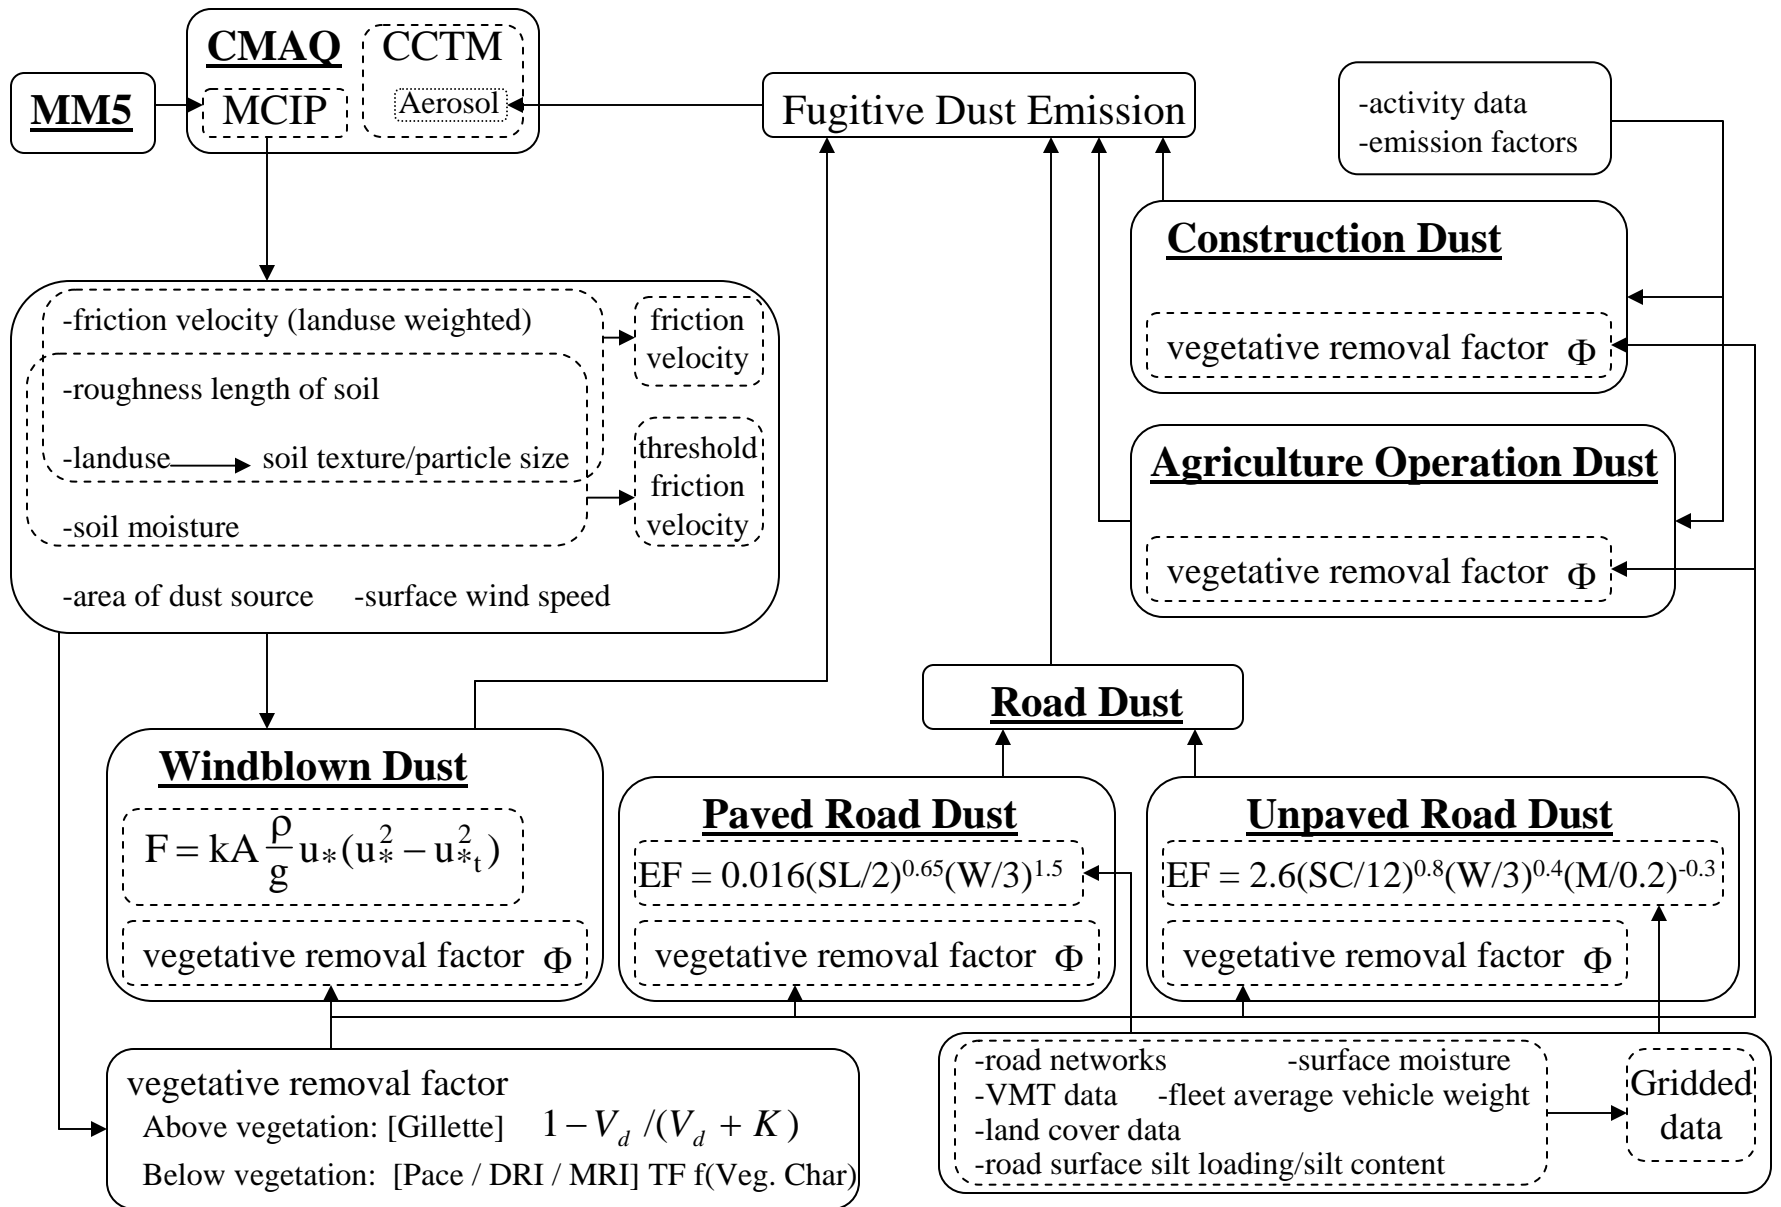 CMAQ
CCTM
MM5
MCIP
Aerosol
Fugitive Dust Emission
-activity data
-emission factors
Construction Dust
vegetative removal factor Φ
-friction velocity (landuse weighted)
friction
velocity
-roughness length of soil
-landuse → soil texture/particle size
threshold
friction
velocity
-soil moisture
-area of dust source -surface wind speed
Agriculture Operation Dust
vegetative removal factor Φ
Road Dust
Windblown Dust
F = kA ρ/g u*(u*² − u*t²)
vegetative removal factor Φ
Paved Road Dust
EF = 0.016(SL/2)^0.65(W/3)^1.5
vegetative removal factor Φ
Unpaved Road Dust
EF = 2.6(SC/12)^0.8(W/3)^0.4(M/0.2)^-0.3
vegetative removal factor Φ
vegetative removal factor
Above vegetation: [Gillette] 1−V_d /(V_d + K)
Below vegetation: [Pace / DRI / MRI] TF f(Veg. Char)
-road networks -surface moisture
-VMT data -fleet average vehicle weight
-land cover data
-road surface silt loading/silt content
Gridded
data